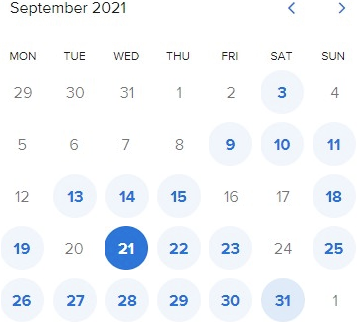 September 2021
MON TUE WED THU FRI SAT SUN
29 30 31 1 2 3 4
5 6 7 8 9 10 11
12 13 14 15 16 17 18
19 20 21 22 23 24 25
26 27 28 29 30 31 1